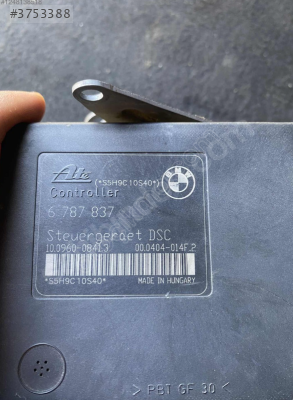 #3753388
Ate
(*S5H9C10S40*)
BMW
Controller
6 787 837
Steuergeraet DSC
10.0960-0841.3 00.0404-014F.2
*S5H9C10S40* MADE IN HUNGARY
> PBT GF 30 <